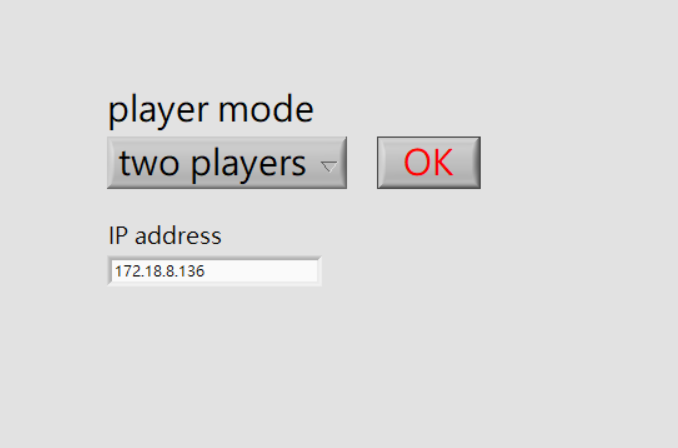 player mode
two players
OK
IP address
172.18.8.136